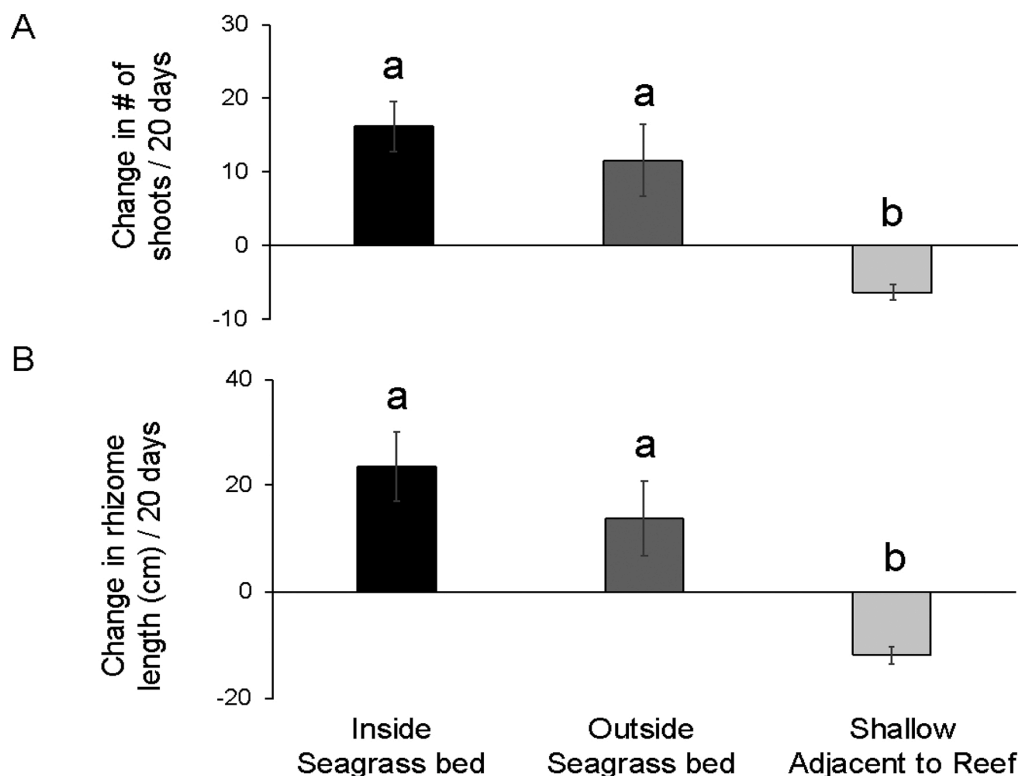 A
Change in # of
shoots / 20 days
30
20
10
0
-10
a
a
b
B
Change in rhizome
length (cm) / 20 days
40
20
0
-20
a
a
b
Inside
Seagrass bed
Outside
Seagrass bed
Shallow
Adjacent to Reef